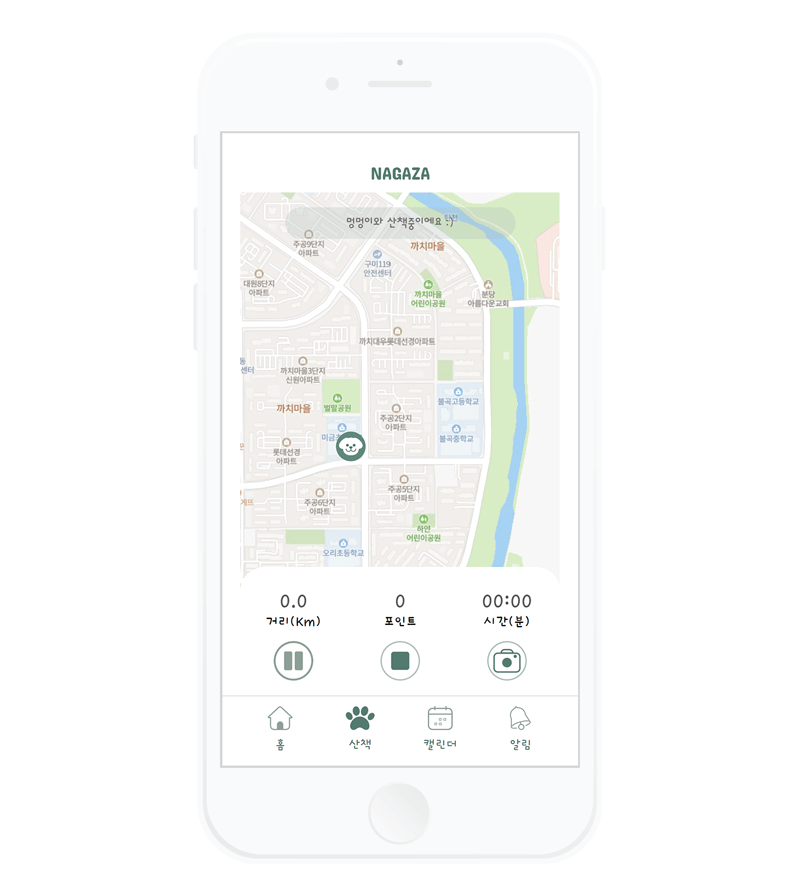 NAGAZA
멍멍이와 산책중이에요 :)
주공9단지
아파트
까치마을
구미119
안전센터
대원8단지
아파트
까치마을
어린이공원
분당
아름다운교회
까치대우롯데선경아파트
동
센터
까치마을3단지
신원아파트
까치마을
벌말공원
불곡고등학교
주공2단지
아파트
미금초
불곡중학교
롯데선경
아파트
주공5단지
아파트
주공6단지
아파트
하얀
어린이공원
오리초등학교
0.0
0
00:00
거리(Km)
포인트
시간(분)
홈
산책
캘린더
알림